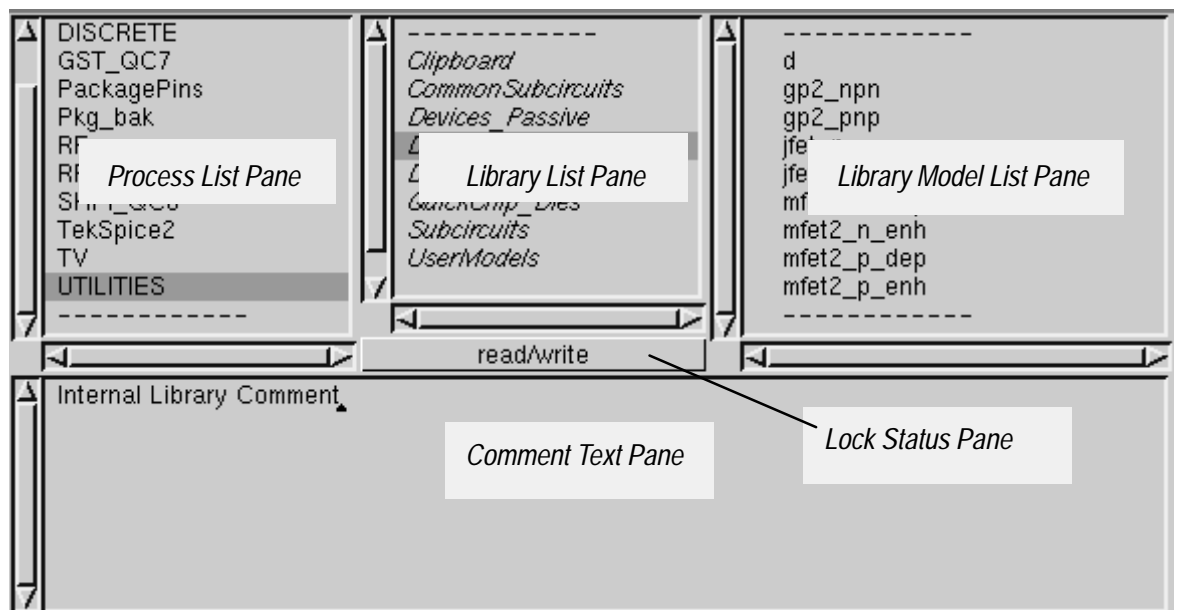 DISCRETE
GST_QC7
PackagePins
Pkg_bak
TekSpice2
TV
UTILITIES
------------
Process List Pane
------------
Clipboard
CommonSubcircuits
Devices_Passive
QuickChip_Dies
Subcircuits
UserModels
Library List Pane
read/write
------------
d
gp2_npn
gp2_pnp
mfet2_n_enh
mfet2_p_dep
mfet2_p_enh
------------
Library Model List Pane
Internal Library Comment
Comment Text Pane
Lock Status Pane